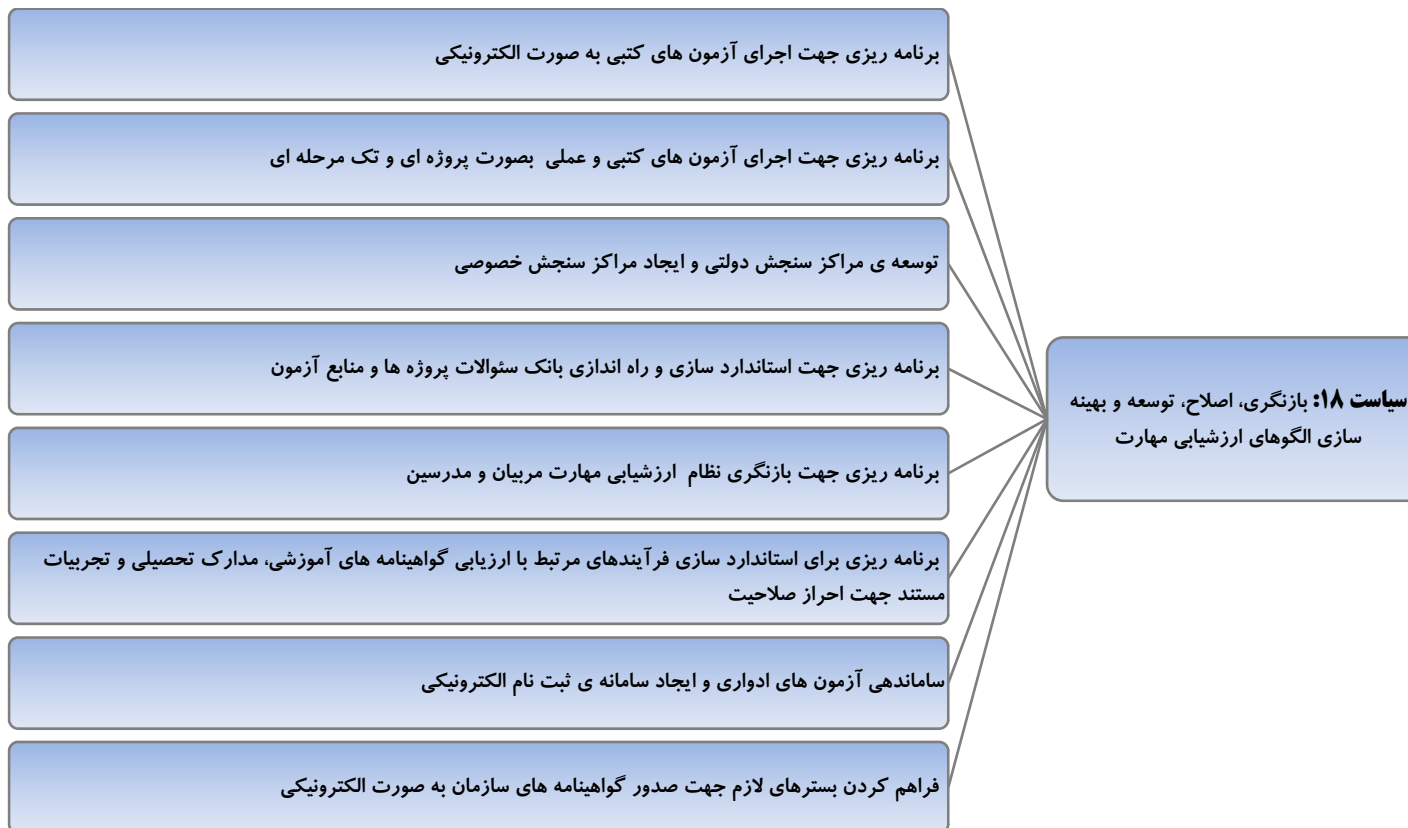 سیاست ۱۸: بازنگری، اصلاح، توسعه و بهینه
سازی الگوهای ارزشیابی مهارت
برنامه ریزی جهت اجرای آزمون های کتبی به صورت الکترونیکی
برنامه ریزی جهت اجرای آزمون های کتبی و عملی بصورت پروژه ای و تک مرحله ای
توسعه ی مراکز سنجش دولتی و ایجاد مراکز سنجش خصوصی
برنامه ریزی جهت استاندارد سازی و راه اندازی بانک سئوالات پروژه ها و منابع آزمون
برنامه ریزی جهت بازنگری نظام ارزشیابی مهارت مربیان و مدرسین
برنامه ریزی برای استاندارد سازی فرآیندهای مرتبط با ارزیابی گواهینامه های آموزشی، مدارک تحصیلی و تجربیات
مستند جهت احراز صلاحیت
ساماندهی آزمون های ادواری و ایجاد سامانه ی ثبت نام الکترونیکی
فراهم کردن بسترهای لازم جهت صدور گواهینامه های سازمان به صورت الکترونیکی